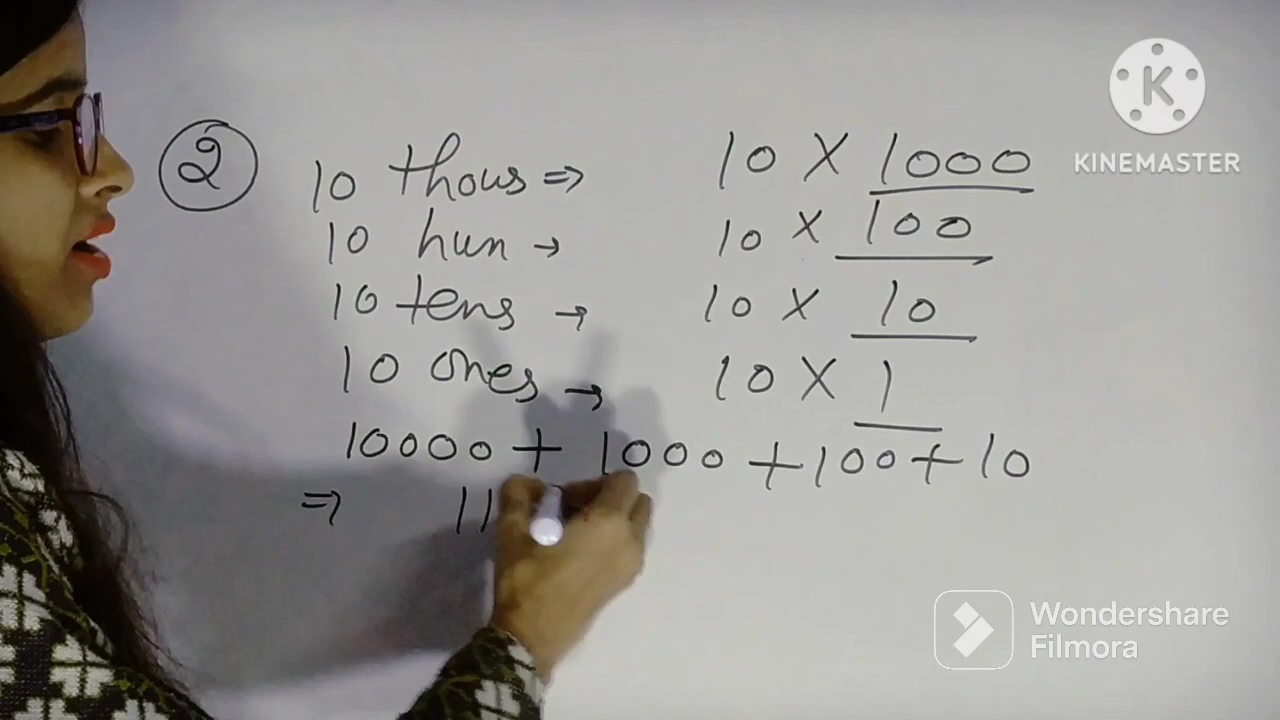 ② 10 thous ⇒ 10 X 1000
10 hun → 10 X 100
10 tens → 10 X 10
10 ones → 10 X 1
10000 + 1000 + 100 + 10
⇒ 11
K
KINEMASTER
Wondershare
Filmora